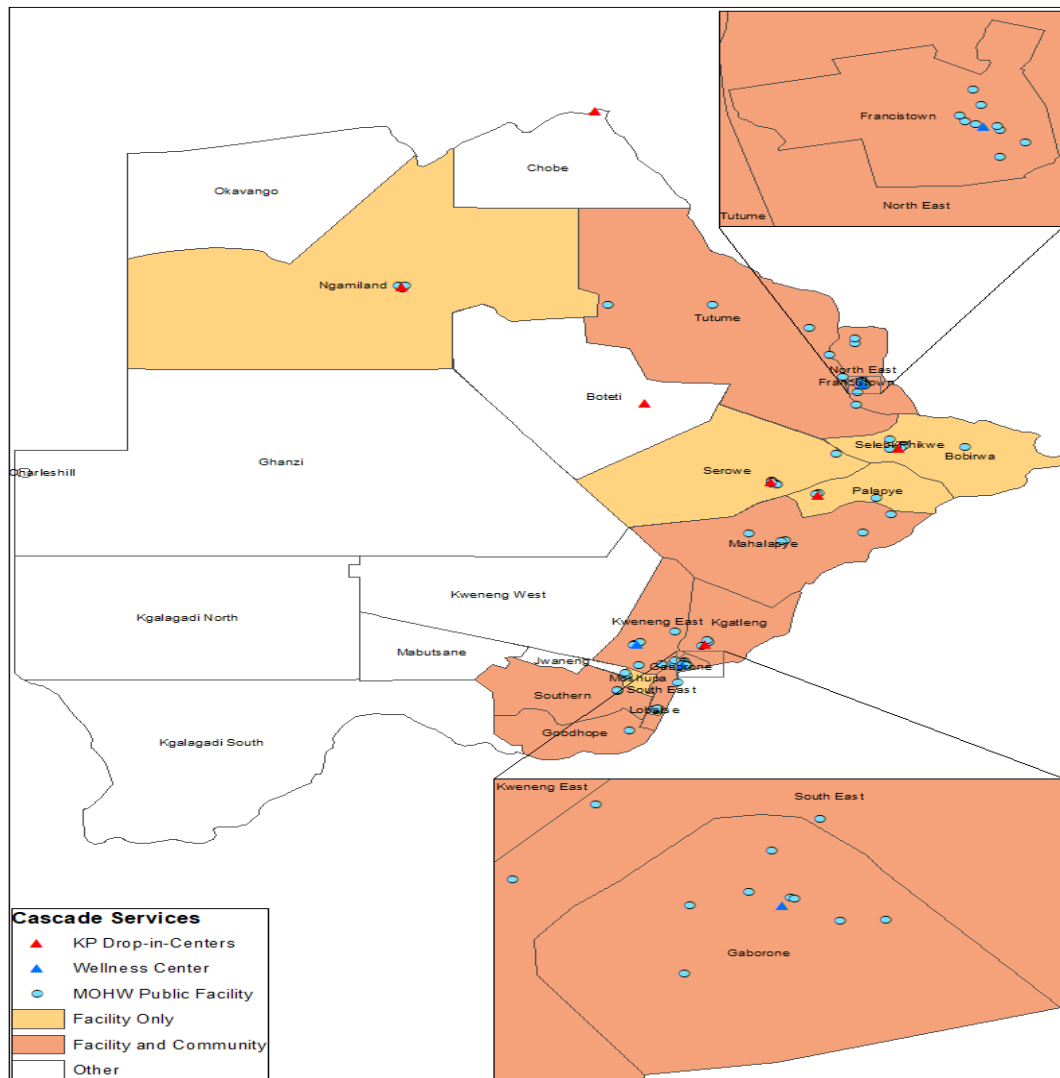 Francistown
North East
Tutume
Okavango
Chobe
Ngamiland
Tutume
North East
Francistown
Boteti
Selebi Phikwe
Bobirwa
Charleshill
Ghanzi
Serowe
Palapye
Mahalapye
Kweneng West
Kgalagadi North
Kweneng East
Kgatleng
Mabutsane
Jwaneng
Gaborone
Southern
South East
Lobatse
Goodhope
Kgalagadi South
Kweneng East
South East
Gaborone
Cascade Services
KP Drop-in-Centers
Wellness Center
MOHW Public Facility
Facility Only
Facility and Community
Other